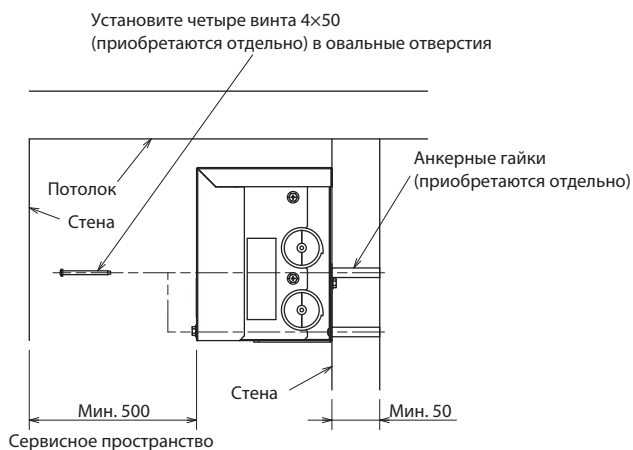 Установите четыре винта 4×50
(приобретаются отдельно) в овальные отверстия
Анкерные гайки
(приобретаются отдельно)
Потолок
Стена
Стена
Мин. 500
Мин. 50
Сервисное пространство